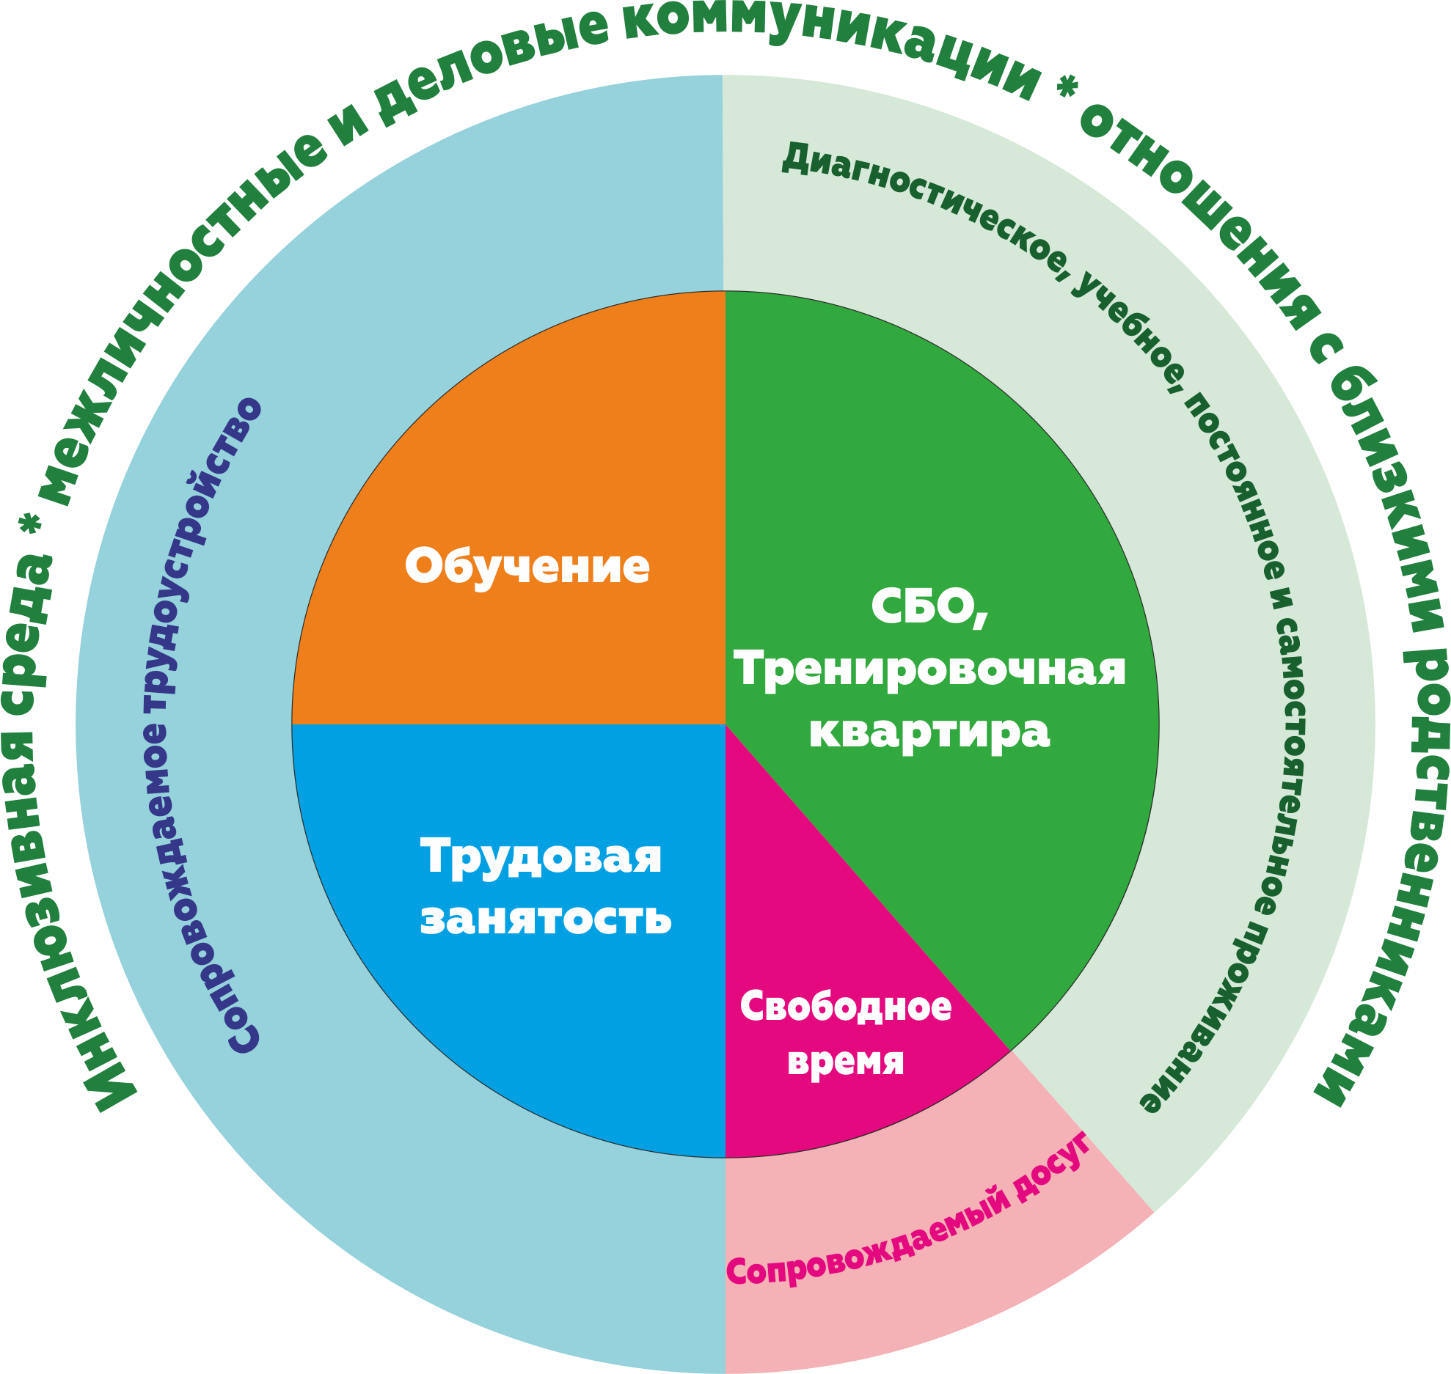 Инклюзивная среда * межличностные и деловые коммуникации * отношения с близкими родственниками
Диагностическое, учебное, постоянное и самостоятельное проживание
Сопровождаемое трудоустройство
Обучение
СБО,
Тренировочная
квартира
Трудовая
занятость
Свободное
время
Сопровождаемый досуг